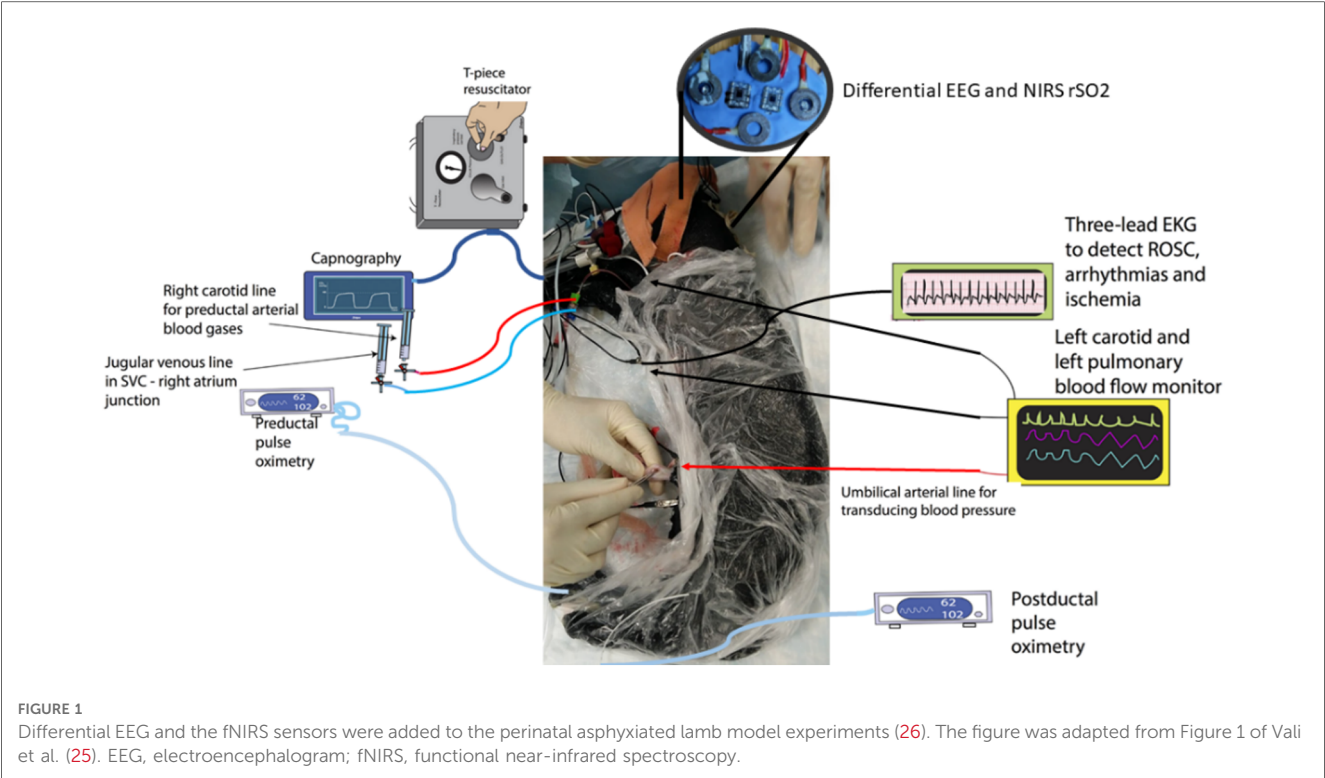 T-piece
resuscitator
Differential EEG and NIRS rSO2
Capnography
Right carotid line
for preductal arterial
blood gases
Jugular venous line
in SVC - right atrium
junction
62
102
Preductal
pulse
oximetry
Three-lead EKG
to detect ROSC,
arrhythmias and
ischemia
Left carotid and
left pulmonary
blood flow monitor
Umbilical arterial line for
transducing blood pressure
62
102
Postductal
pulse
oximetry
FIGURE 1
Differential EEG and the fNIRS sensors were added to the perinatal asphyxiated lamb model experiments (26). The figure was adapted from Figure 1 of Vali
et al. (25). EEG, electroencephalogram; fNIRS, functional near-infrared spectroscopy.